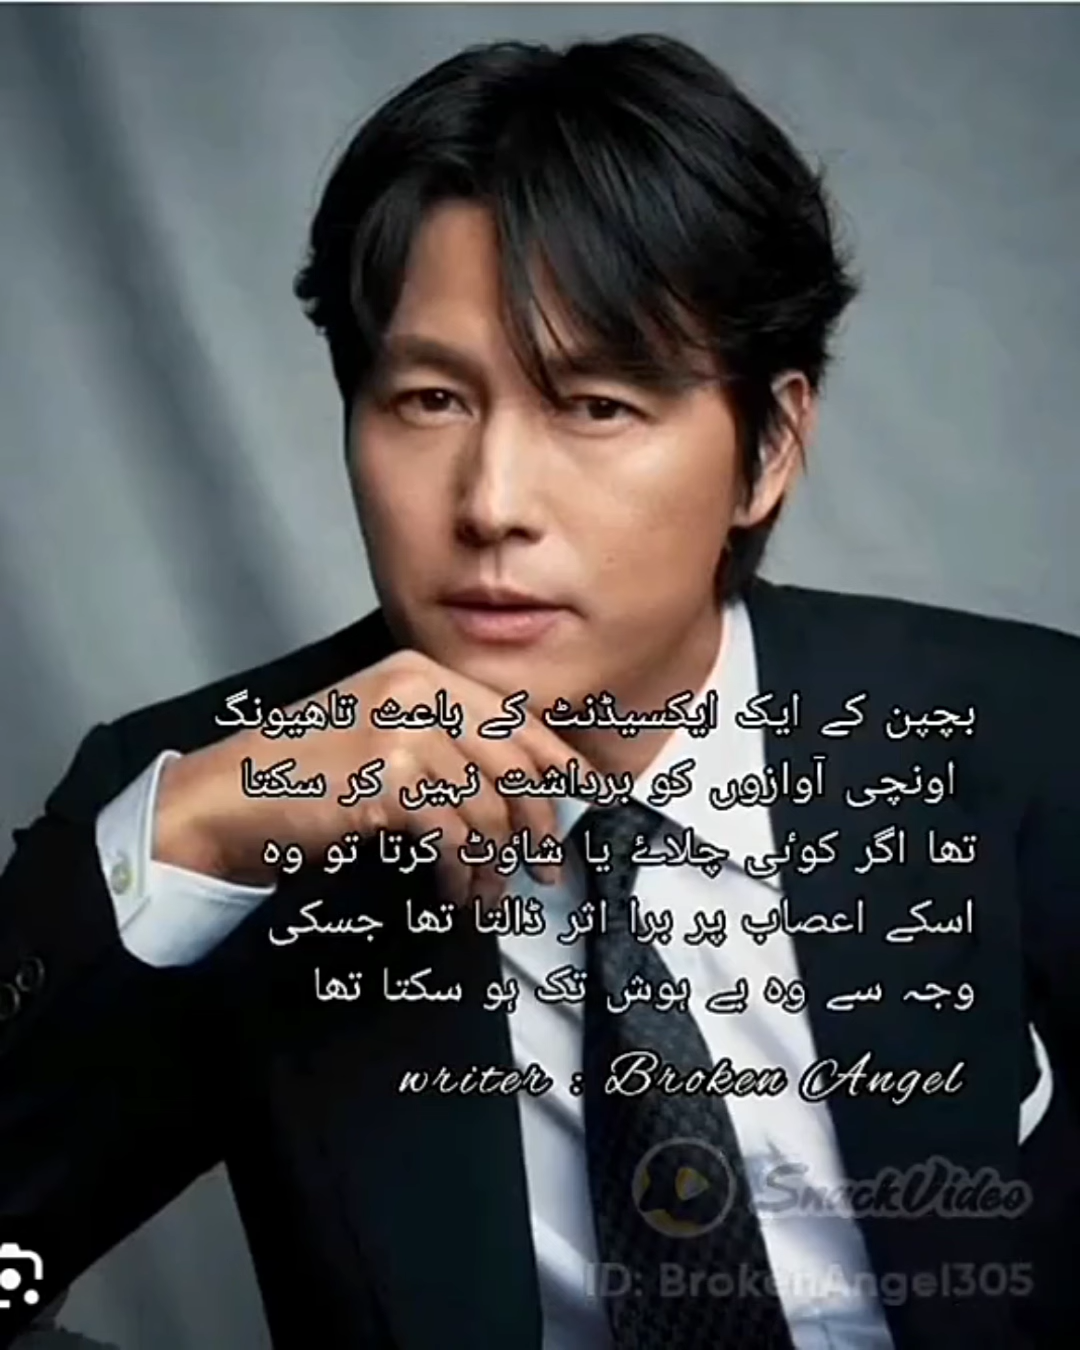 بچپن کے ایک ایکسیڈنٹ کے باعث تاھیونگ
اونچی آوازوں کو برداشت نہیں کر سکتا
تھا اگر کوئی چلائے یا شاؤٹ کرتا تو وہ
اسکے اعصاب پر برا اثر ڈالتا تھا جسکی
وجہ سے وہ بے ہوش تک ہو سکتا تھا
writer : Broken Angel
SnackVideo
ID: BrokenAngel305